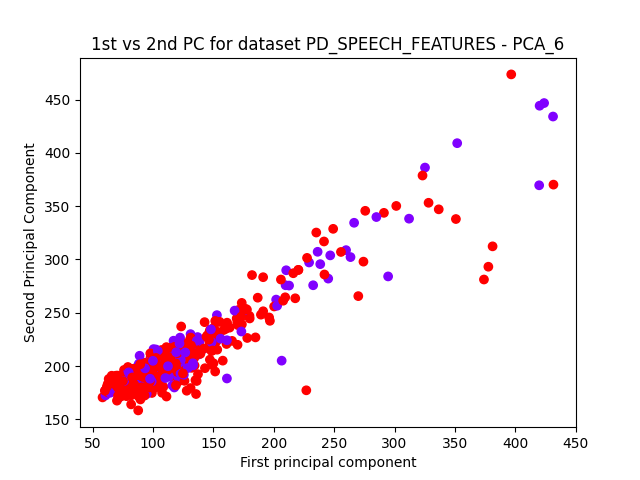 1st vs 2nd PC for dataset PD_SPEECH_FEATURES - PCA_6
450
400
350
300
250
200
150
Second Principal Component
50 100 150 200 250 300 350 400 450
First principal component